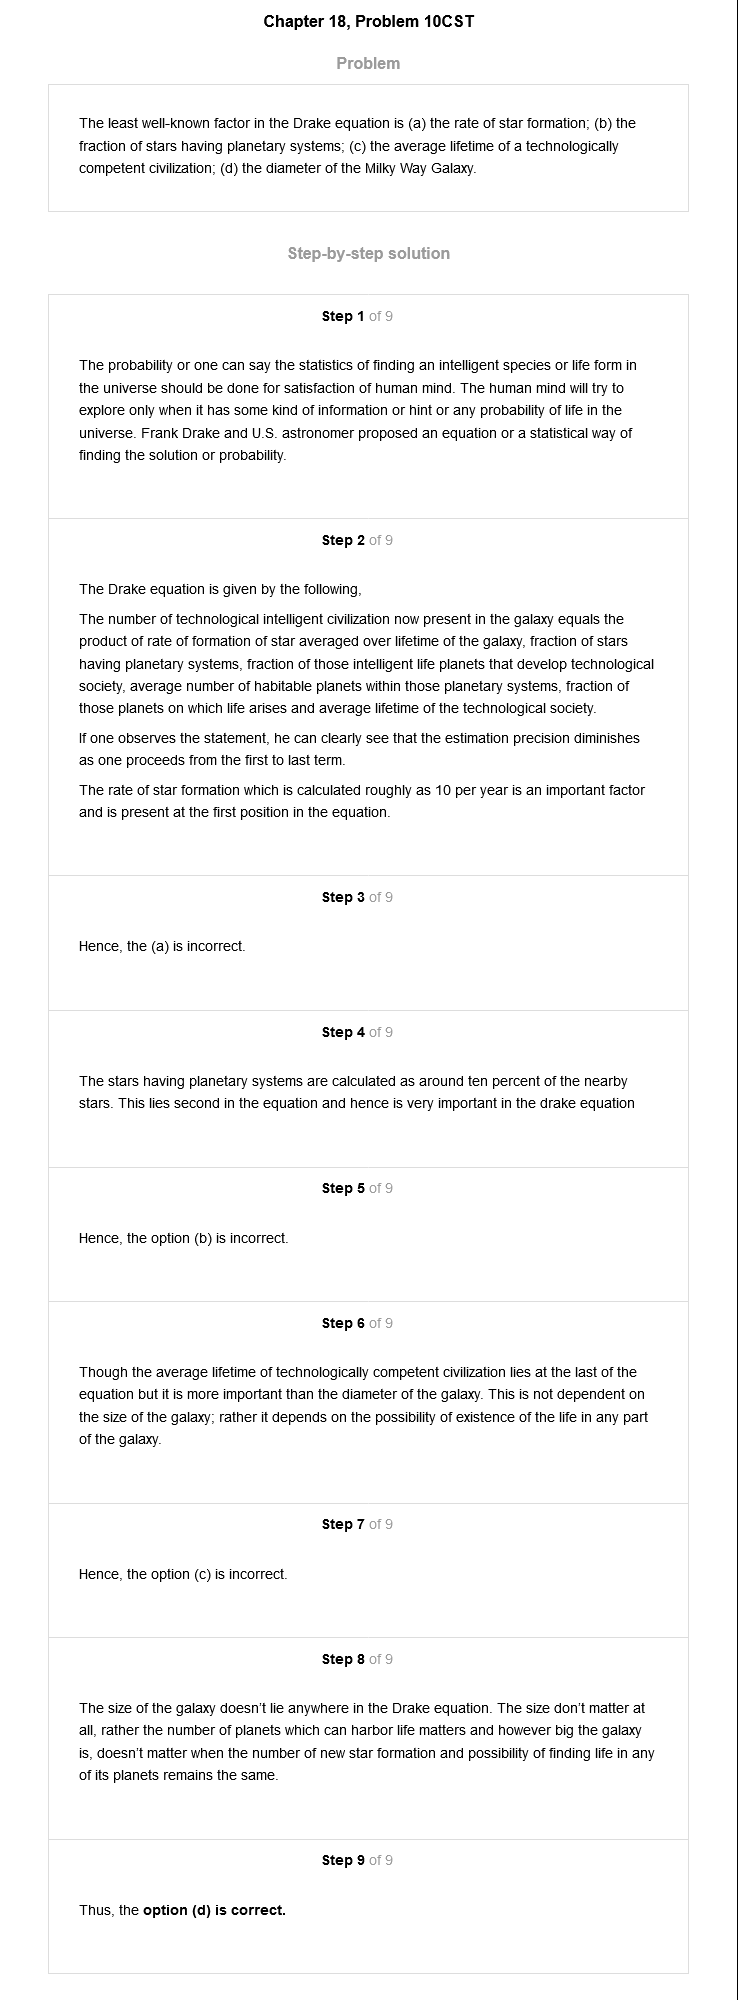 Chapter 18, Problem 10CST
Problem
The least well-known factor in the Drake equation is (a) the rate of star formation; (b) the
fraction of stars having planetary systems; (c) the average lifetime of a technologically
competent civilization; (d) the diameter of the Milky Way Galaxy.
Step-by-step solution
Step 1 of 9
The probability or one can say the statistics of finding an intelligent species or life form in
the universe should be done for satisfaction of human mind. The human mind will try to
explore only when it has some kind of information or hint or any probability of life in the
universe. Frank Drake and U.S. astronomer proposed an equation or a statistical way of
finding the solution or probability.
Step 2 of 9
The Drake equation is given by the following,
The number of technological intelligent civilization now present in the galaxy equals the
product of rate of formation of star averaged over lifetime of the galaxy, fraction of stars
having planetary systems, fraction of those intelligent life planets that develop technological
society, average number of habitable planets within those planetary systems, fraction of
those planets on which life arises and average lifetime of the technological society.
If one observes the statement, he can clearly see that the estimation precision diminishes
as one proceeds from the first to last term.
The rate of star formation which is calculated roughly as 10 per year is an important factor
and is present at the first position in the equation.
Step 3 of 9
Hence, the (a) is incorrect.
Step 4 of 9
The stars having planetary systems are calculated as around ten percent of the nearby
stars. This lies second in the equation and hence is very important in the drake equation
Step 5 of 9
Hence, the option (b) is incorrect.
Step 6 of 9
Though the average lifetime of technologically competent civilization lies at the last of the
equation but it is more important than the diameter of the galaxy. This is not dependent on
the size of the galaxy; rather it depends on the possibility of existence of the life in any part
of the galaxy.
Step 7 of 9
Hence, the option (c) is incorrect.
Step 8 of 9
The size of the galaxy doesn't lie anywhere in the Drake equation. The size don't matter at
all, rather the number of planets which can harbor life matters and however big the galaxy
is, doesn't matter when the number of new star formation and possibility of finding life in any
of its planets remains the same.
Step 9 of 9
Thus, the option (d) is correct.